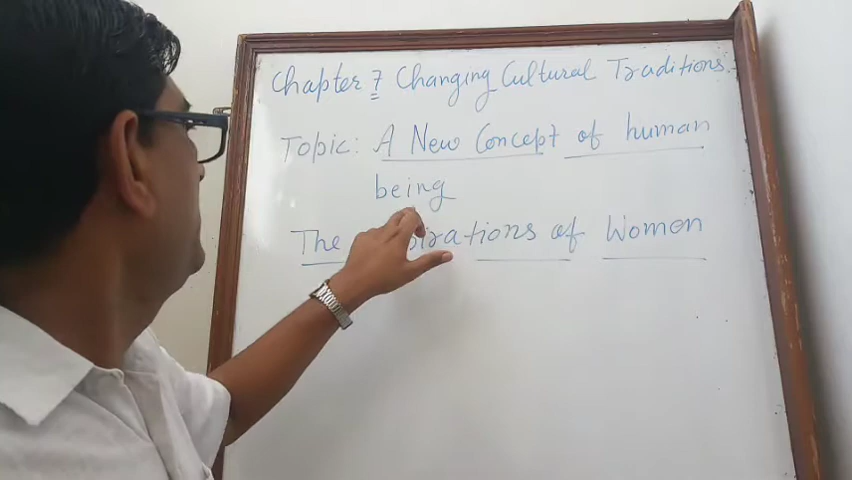 Chapter 7 Changing Cultural Traditions.
Topic: A New Concept of human
being
The of Women